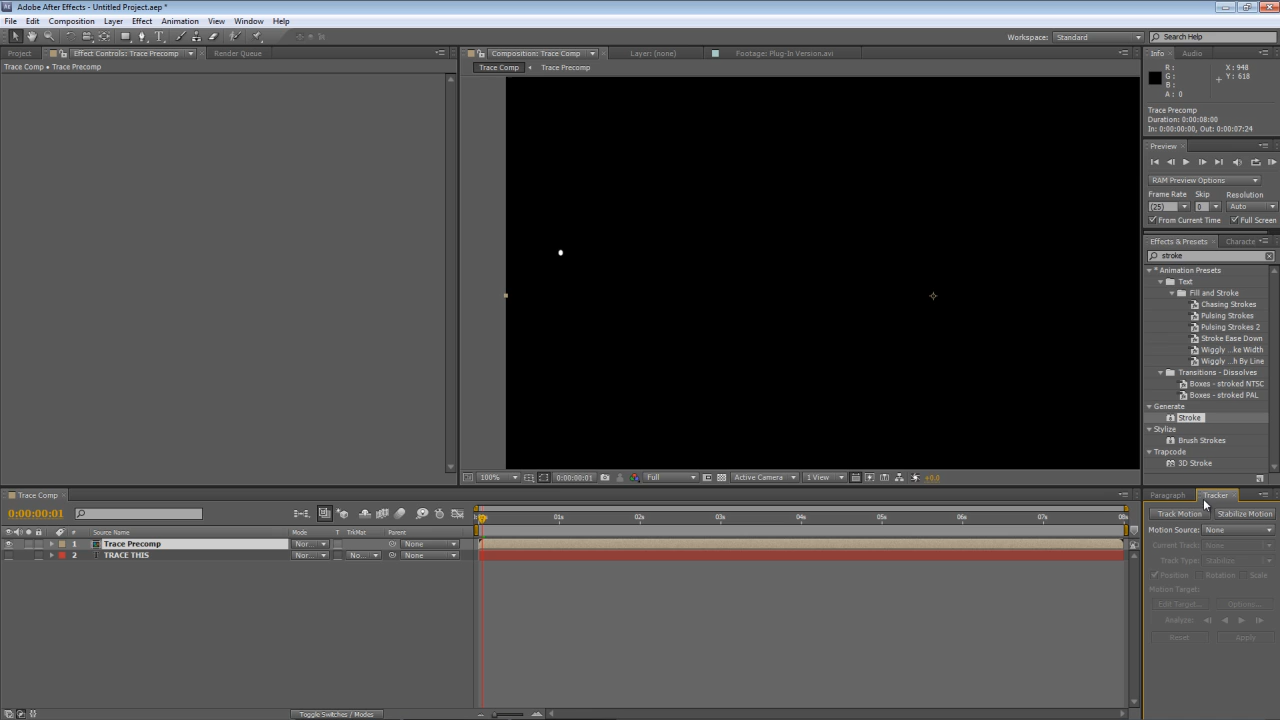 Adobe After Effects - Untitled Project.aep *
File Edit Composition Layer Effect Animation View Window Help
Workspace: Standard Search Help
Project Effect Controls: Trace Precomp Render Queue
Trace Comp • Trace Precomp
Composition: Trace Comp Layer: (none) Footage: Plug-In Version.avi
Trace Comp Trace Precomp
Info Audio
R : X : 948
G : Y : 618
B :
A : 0
Trace Precomp
Duration: 0:00:08:00
In: 0:00:00:00, Out: 0:00:07:24
Preview
RAM Preview Options
Frame Rate Skip Resolution
(25) 0 Auto
From Current Time Full Screen
Effects & Presets Characte
stroke
* Animation Presets
Text
Fill and Stroke
Chasing Strokes
Pulsing Strokes
Pulsing Strokes 2
Stroke Ease Down
Wiggly ...ke Width
Wiggly ...h By Line
Transitions - Dissolves
Boxes - stroked NTSC
Boxes - stroked PAL
Generate
Stroke
Stylize
Brush Strokes
Trapcode
3D Stroke
100% 0:00:00:01 Full Active Camera 1 View +0.0
Trace Comp
0:00:00:01
Source Name Mode T TrkMat Parent
1 Trace Precomp Nor... None
2 T TRACE THIS Nor... No... None
01s 02s 03s 04s 05s 06s 07s 08s
Toggle Switches / Modes
Paragraph Tracker
Track Motion Stabilize Motion
Motion Source: None
Current Track: None
Track Type: Stabilize
Position Rotation Scale
Motion Target:
Edit Target... Options...
Analyze:
Reset Apply